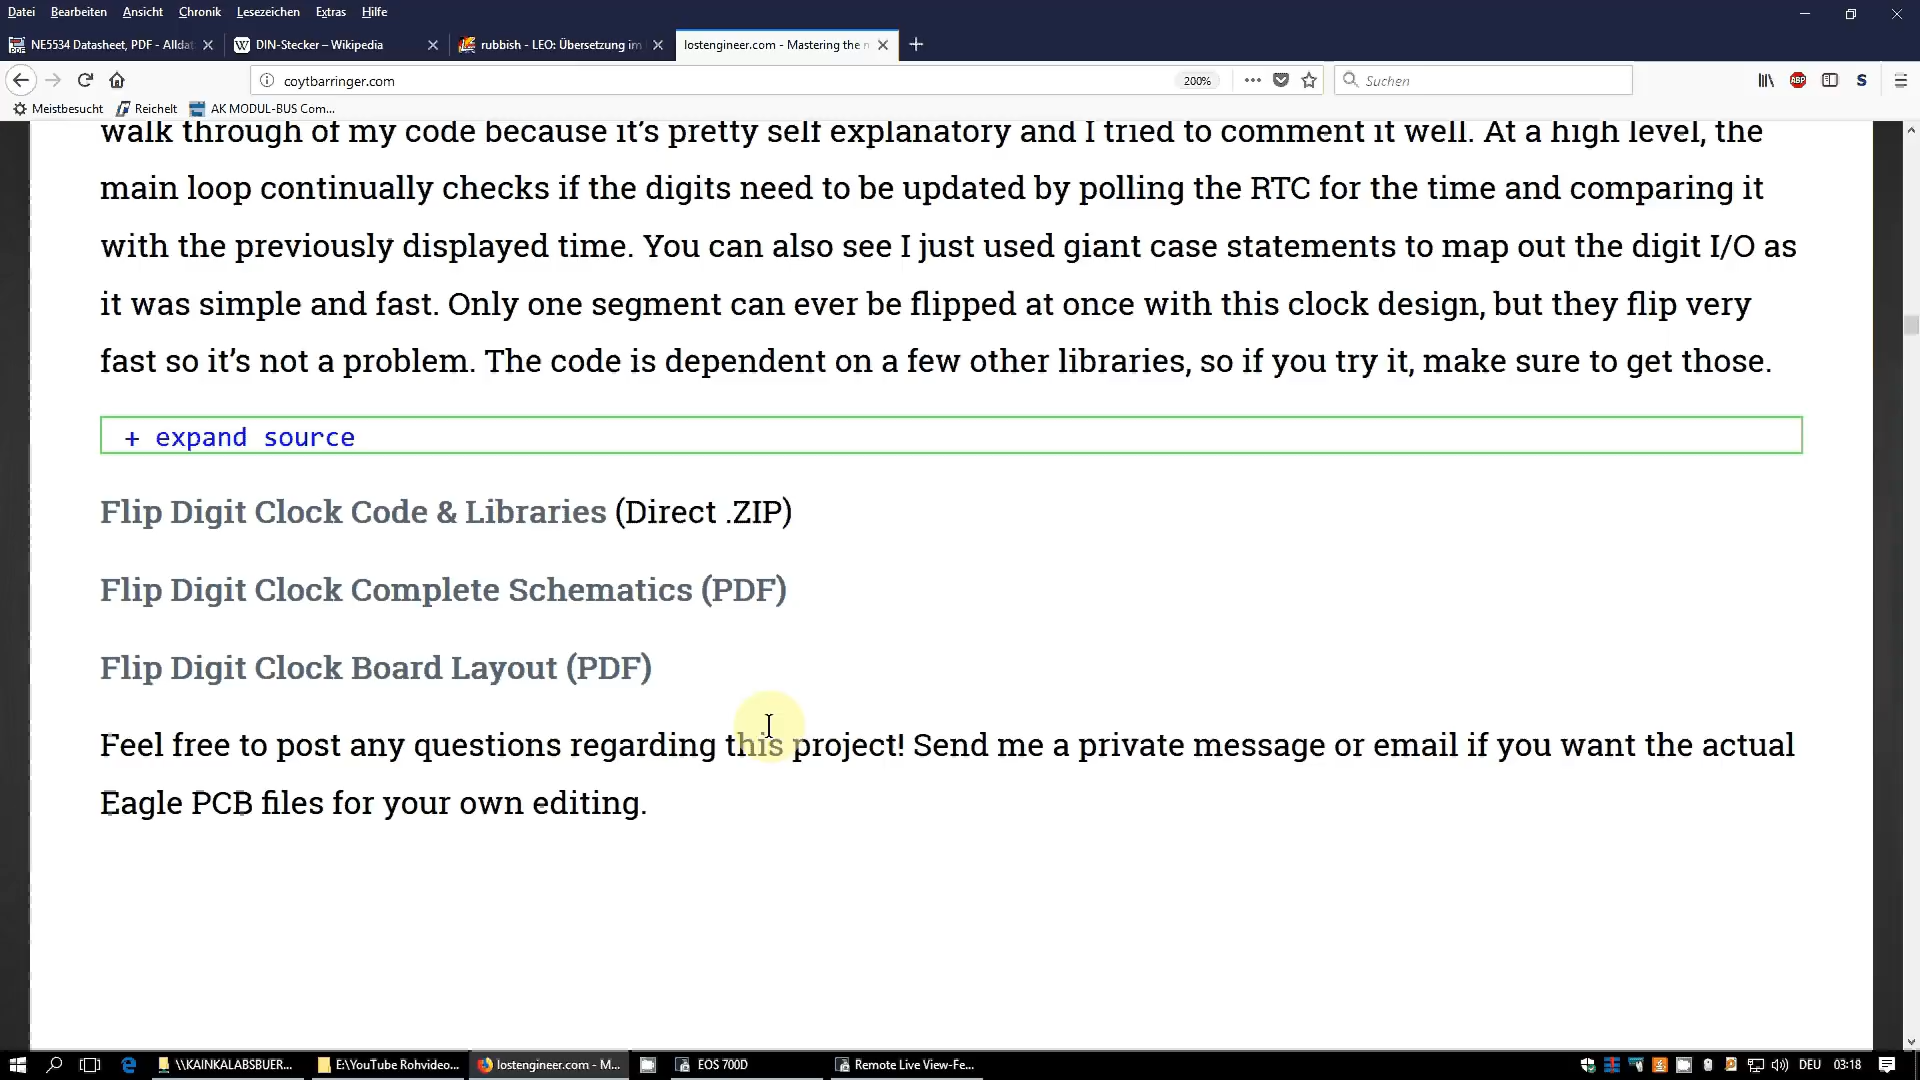 Datei Bearbeiten Ansicht Chronik Lesezeichen Extras Hilfe
NE5534 Datasheet, PDF - Alldat
DIN-Stecker – Wikipedia
rubbish - LEO: Übersetzung im
lostengineer.com - Mastering the n
coytbarringer.com
200%
Suchen
ABP
S
Meistbesucht
Reichelt
AK MODUL-BUS Com...
walk through of my code because it’s pretty self explanatory and I tried to comment it well. At a high level, the
main loop continually checks if the digits need to be updated by polling the RTC for the time and comparing it
with the previously displayed time. You can also see I just used giant case statements to map out the digit I/O as
it was simple and fast. Only one segment can ever be flipped at once with this clock design, but they flip very
fast so it’s not a problem. The code is dependent on a few other libraries, so if you try it, make sure to get those.
+ expand source
Flip Digit Clock Code & Libraries (Direct .ZIP)
Flip Digit Clock Complete Schematics (PDF)
Flip Digit Clock Board Layout (PDF)
Feel free to post any questions regarding this project! Send me a private message or email if you want the actual
Eagle PCB files for your own editing.
\\KAINKALABSBUER...
E:\YouTube Rohvideo...
lostengineer.com - M...
EOS 700D
Remote Live View-Fe...
DEU
03:18